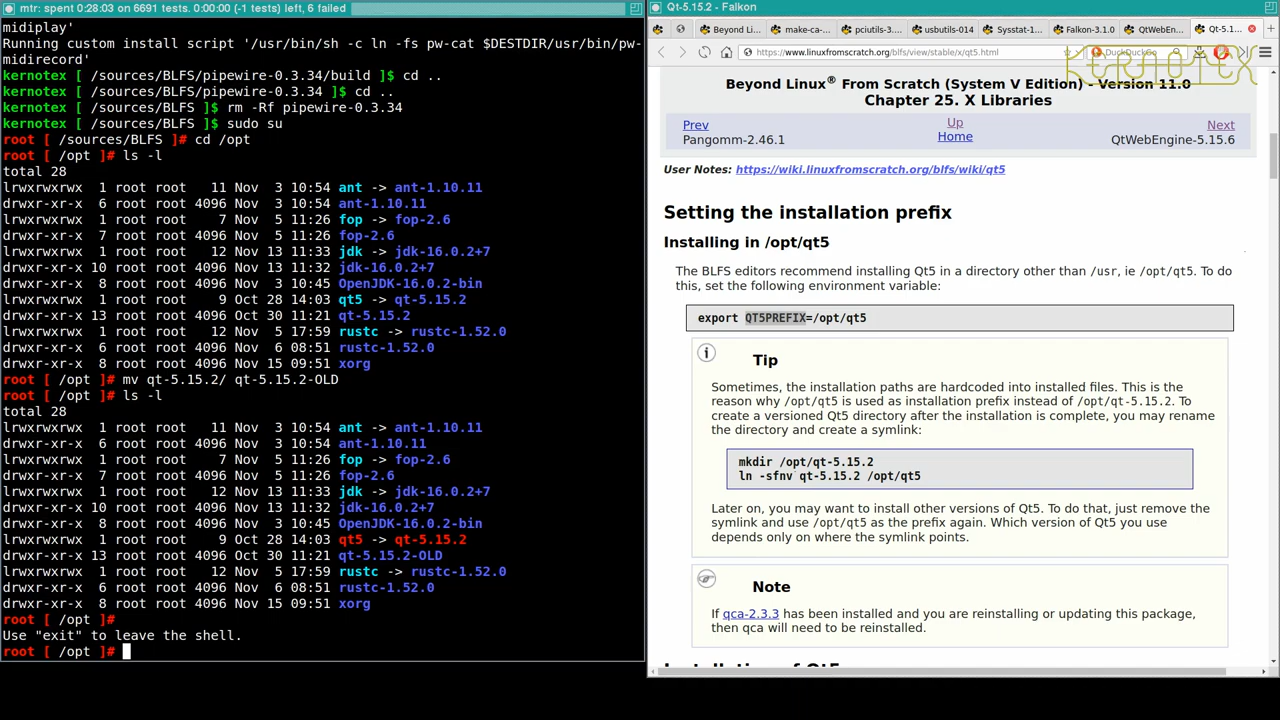 mtr: spent 0:28:03 on 6691 tests. 0:00:00 (-1 tests) left, 6 failed
midiplay'
Running custom install script '/usr/bin/sh -c ln -fs pw-cat $DESTDIR/usr/bin/pw-
midirecord'
kernotex [ /sources/BLFS/pipewire-0.3.34/build ]$ cd ..
kernotex [ /sources/BLFS/pipewire-0.3.34 ]$ cd ..
kernotex [ /sources/BLFS ]$ rm -Rf pipewire-0.3.34
kernotex [ /sources/BLFS ]$ sudo su
root [ /sources/BLFS ]# cd /opt
root [ /opt ]# ls -l
total 28
lrwxrwxrwx  1 root root   11 Nov  3 10:54 ant -> ant-1.10.11
drwxr-xr-x  6 root root 4096 Nov  3 10:54 ant-1.10.11
lrwxrwxrwx  1 root root    7 Nov  5 11:26 fop -> fop-2.6
drwxr-xr-x  7 root root 4096 Nov  5 11:26 fop-2.6
lrwxrwxrwx  1 root root   12 Nov 13 11:33 jdk -> jdk-16.0.2+7
drwxr-xr-x 10 root root 4096 Nov 13 11:32 jdk-16.0.2+7
drwxr-xr-x  8 root root 4096 Nov  3 10:45 OpenJDK-16.0.2-bin
lrwxrwxrwx  1 root root    9 Oct 28 14:03 qt5 -> qt-5.15.2
drwxr-xr-x 13 root root 4096 Oct 30 11:21 qt-5.15.2
lrwxrwxrwx  1 root root   12 Nov  5 17:59 rustc -> rustc-1.52.0
drwxr-xr-x  6 root root 4096 Nov  6 08:51 rustc-1.52.0
drwxr-xr-x  8 root root 4096 Nov 15 09:51 xorg
root [ /opt ]# mv qt-5.15.2/ qt-5.15.2-OLD
root [ /opt ]# ls -l
total 28
lrwxrwxrwx  1 root root   11 Nov  3 10:54 ant -> ant-1.10.11
drwxr-xr-x  6 root root 4096 Nov  3 10:54 ant-1.10.11
lrwxrwxrwx  1 root root    7 Nov  5 11:26 fop -> fop-2.6
drwxr-xr-x  7 root root 4096 Nov  5 11:26 fop-2.6
lrwxrwxrwx  1 root root   12 Nov 13 11:33 jdk -> jdk-16.0.2+7
drwxr-xr-x 10 root root 4096 Nov 13 11:32 jdk-16.0.2+7
drwxr-xr-x  8 root root 4096 Nov  3 10:45 OpenJDK-16.0.2-bin
lrwxrwxrwx  1 root root    9 Oct 28 14:03 qt5 -> qt-5.15.2
drwxr-xr-x 13 root root 4096 Oct 30 11:21 qt-5.15.2-OLD
lrwxrwxrwx  1 root root   12 Nov  5 17:59 rustc -> rustc-1.52.0
drwxr-xr-x  6 root root 4096 Nov  6 08:51 rustc-1.52.0
drwxr-xr-x  8 root root 4096 Nov 15 09:51 xorg
root [ /opt ]#
Use "exit" to leave the shell.
root [ /opt ]#
Qt-5.15.2 - Falkon
Beyond Li... make-ca-... pciutils-3... usbutils-014 Sysstat-1... Falkon-3.1.0 QtWebEn... Qt-5.1...
https://www.linuxfromscratch.org/blfs/view/stable/x/qt5.html DuckDuckGo
KERNOTEX
Beyond Linux® From Scratch (System V Edition) - Version 11.0
Chapter 25. X Libraries
Prev Up Next
Pangomm-2.46.1 Home QtWebEngine-5.15.6
User Notes: https://wiki.linuxfromscratch.org/blfs/wiki/qt5
Setting the installation prefix
Installing in /opt/qt5
The BLFS editors recommend installing Qt5 in a directory other than /usr, ie /opt/qt5. To do
this, set the following environment variable:
export QT5PREFIX=/opt/qt5
Tip
Sometimes, the installation paths are hardcoded into installed files. This is the
reason why /opt/qt5 is used as installation prefix instead of /opt/qt-5.15.2. To
create a versioned Qt5 directory after the installation is complete, you may rename
the directory and create a symlink:
mkdir /opt/qt-5.15.2
ln -sfnv qt-5.15.2 /opt/qt5
Later on, you may want to install other versions of Qt5. To do that, just remove the
symlink and use /opt/qt5 as the prefix again. Which version of Qt5 you use
depends only on where the symlink points.
Note
If qca-2.3.3 has been installed and you are reinstalling or updating this package,
then qca will need to be reinstalled.
Installation of Qt5